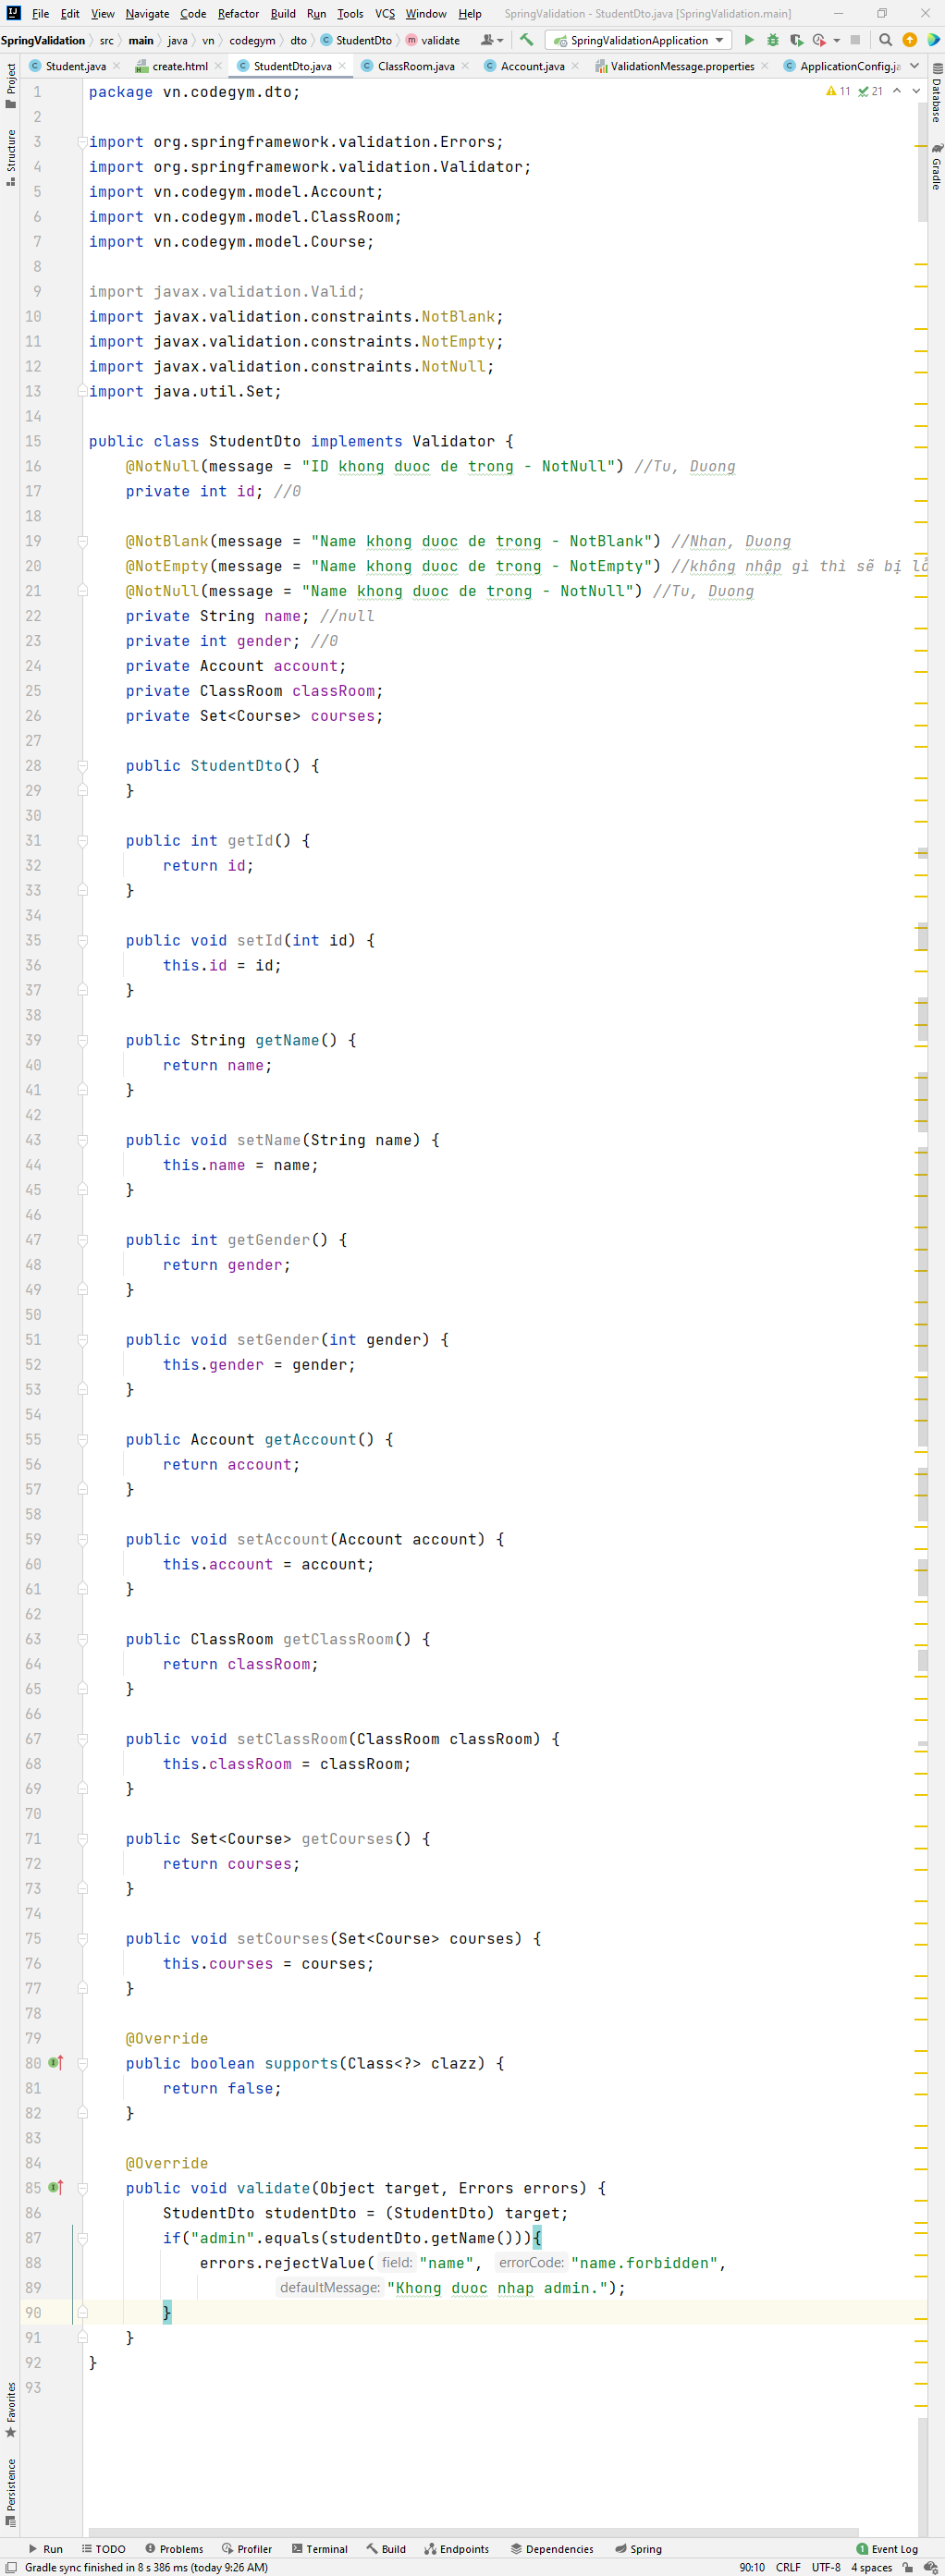 File Edit View Navigate Code Refactor Build Run Tools VCS Window Help SpringValidation - StudentDto.java [SpringValidation.main]
SpringValidation src main java vn codegym dto StudentDto validate SpringValidationApplication
Student.java create.html StudentDto.java ClassRoom.java Account.java ValidationMessage.properties ApplicationConfig.ja
Project
Structure
Database
Gradle
11 21
1 package vn.codegym.dto;
2
3 import org.springframework.validation.Errors;
4 import org.springframework.validation.Validator;
5 import vn.codegym.model.Account;
6 import vn.codegym.model.ClassRoom;
7 import vn.codegym.model.Course;
8
9 import javax.validation.Valid;
10 import javax.validation.constraints.NotBlank;
11 import javax.validation.constraints.NotEmpty;
12 import javax.validation.constraints.NotNull;
13 import java.util.Set;
14
15 public class StudentDto implements Validator {
16 @NotNull(message = "ID khong duoc de trong - NotNull") //Tu, Duong
17 private int id; //0
18
19 @NotBlank(message = "Name khong duoc de trong - NotBlank") //Nhan, Duong
20 @NotEmpty(message = "Name khong duoc de trong - NotEmpty") //không nhập gì thì sẽ bị
21 @NotNull(message = "Name khong duoc de trong - NotNull") //Tu, Duong
22 private String name; //null
23 private int gender; //0
24 private Account account;
25 private ClassRoom classRoom;
26 private Set<Course> courses;
27
28 public StudentDto() {
29 }
30
31 public int getId() {
32 return id;
33 }
34
35 public void setId(int id) {
36 this.id = id;
37 }
38
39 public String getName() {
40 return name;
41 }
42
43 public void setName(String name) {
44 this.name = name;
45 }
46
47 public int getGender() {
48 return gender;
49 }
50
51 public void setGender(int gender) {
52 this.gender = gender;
53 }
54
55 public Account getAccount() {
56 return account;
57 }
58
59 public void setAccount(Account account) {
60 this.account = account;
61 }
62
63 public ClassRoom getClassRoom() {
64 return classRoom;
65 }
66
67 public void setClassRoom(ClassRoom classRoom) {
68 this.classRoom = classRoom;
69 }
70
71 public Set<Course> getCourses() {
72 return courses;
73 }
74
75 public void setCourses(Set<Course> courses) {
76 this.courses = courses;
77 }
78
79 @Override
80 public boolean supports(Class<?> clazz) {
81 return false;
82 }
83
84 @Override
85 public void validate(Object target, Errors errors) {
86 StudentDto studentDto = (StudentDto) target;
87 if("admin".equals(studentDto.getName())){
88 errors.rejectValue( field: "name", errorCode: "name.forbidden",
89 defaultMessage: "Khong duoc nhap admin.");
90 }
91 }
92 }
93
Favorites
Persistence
Run TODO Problems Profiler Terminal Build Endpoints Dependencies Spring 1 Event Log
Gradle sync finished in 8 s 386 ms (today 9:26 AM) 90:10 CRLF UTF-8 4 spaces